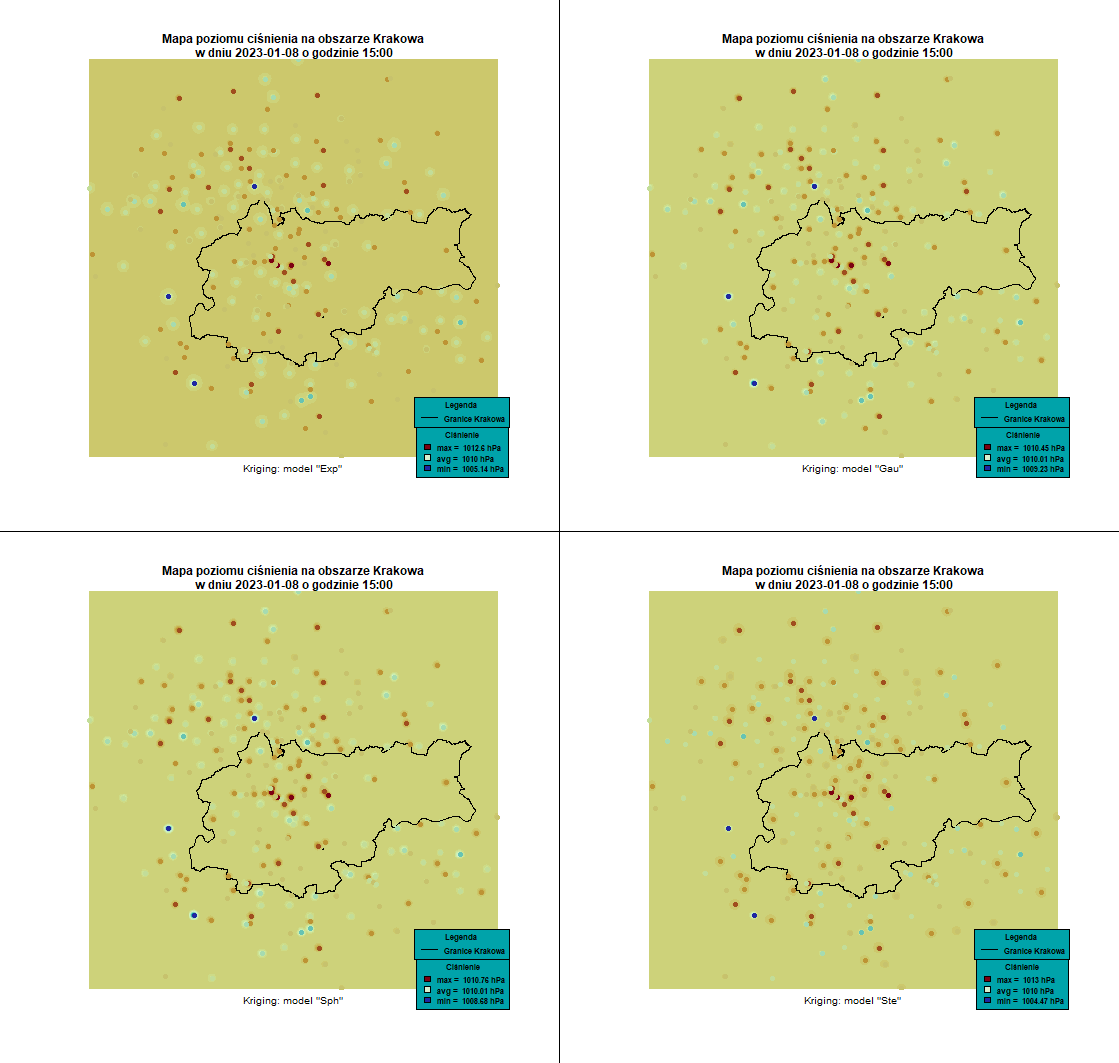 Mapa poziomu ciśnienia na obszarze Krakowa
w dniu 2023-01-08 o godzinie 15:00
Legenda
Granice Krakowa
Ciśnienie
max = 1012.6 hPa
avg = 1010 hPa
min = 1005.14 hPa
Kriging: model "Exp"
Mapa poziomu ciśnienia na obszarze Krakowa
w dniu 2023-01-08 o godzinie 15:00
Legenda
Granice Krakowa
Ciśnienie
max = 1010.45 hPa
avg = 1010.01 hPa
min = 1009.23 hPa
Kriging: model "Gau"
Mapa poziomu ciśnienia na obszarze Krakowa
w dniu 2023-01-08 o godzinie 15:00
Legenda
Granice Krakowa
Ciśnienie
max = 1010.76 hPa
avg = 1010.01 hPa
min = 1008.68 hPa
Kriging: model "Sph"
Mapa poziomu ciśnienia na obszarze Krakowa
w dniu 2023-01-08 o godzinie 15:00
Legenda
Granice Krakowa
Ciśnienie
max = 1013 hPa
avg = 1010 hPa
min = 1004.47 hPa
Kriging: model "Ste"